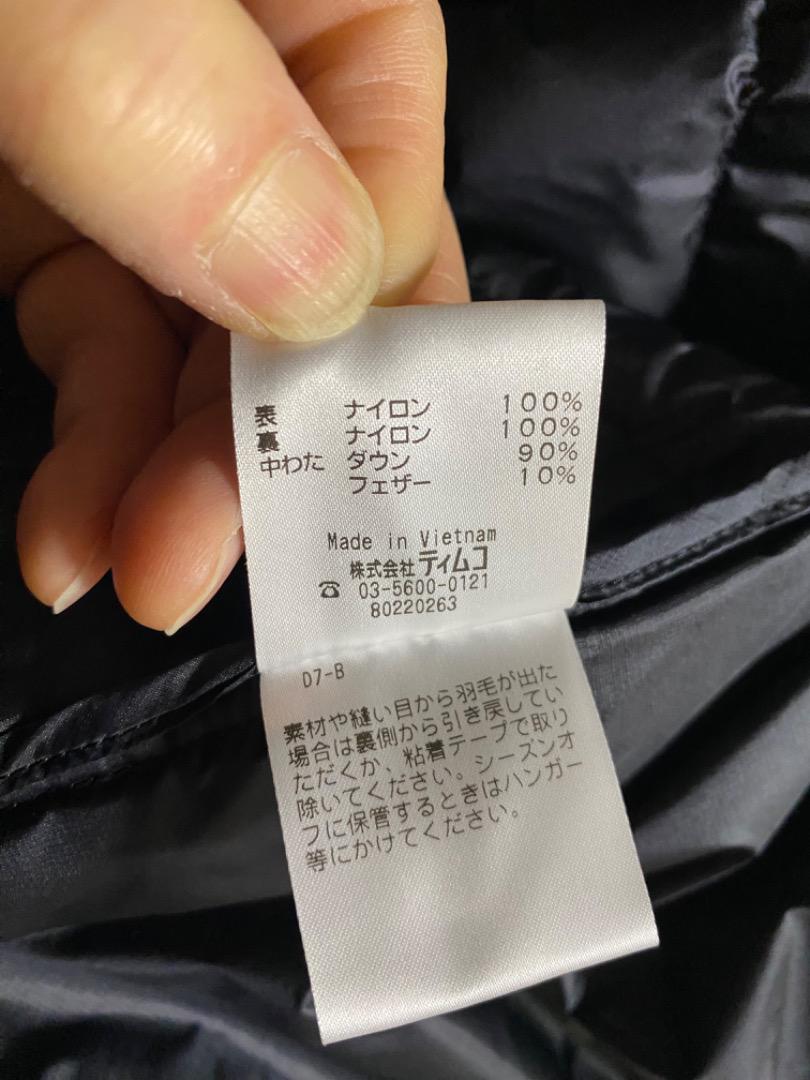 表 ナイロン 100%
裏 ナイロン 100%
中わた ダウン 90%
フェザー 10%
Made in Vietnam
株式会社 ティムコ
☎ 03-5600-0121
80220263
D7-B
素材や縫い目から羽毛が出た
場合は裏側から引き戻してい
ただくか、粘着テープで取り
除いてください。シーズンオ
フに保管するときはハンガー
等にかけてください。